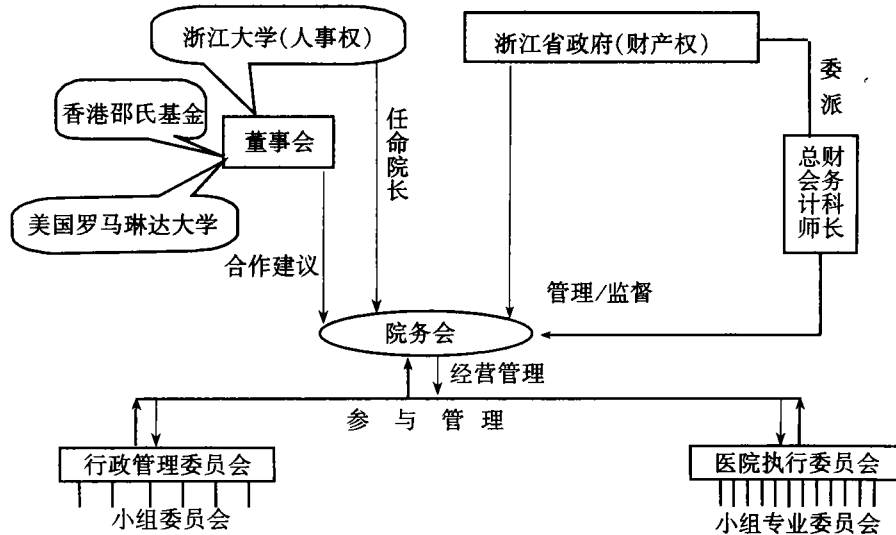 浙江大学(人事权)
浙江省政府(财产权)
委派
香港邵氏基金
董事会
任命院长
总会计师
财务科长
美国罗马琳达大学
合作建议
管理/监督
院务会
经营管理
参与管理
行政管理委员会
医院执行委员会
小组委员会
小组专业委员会